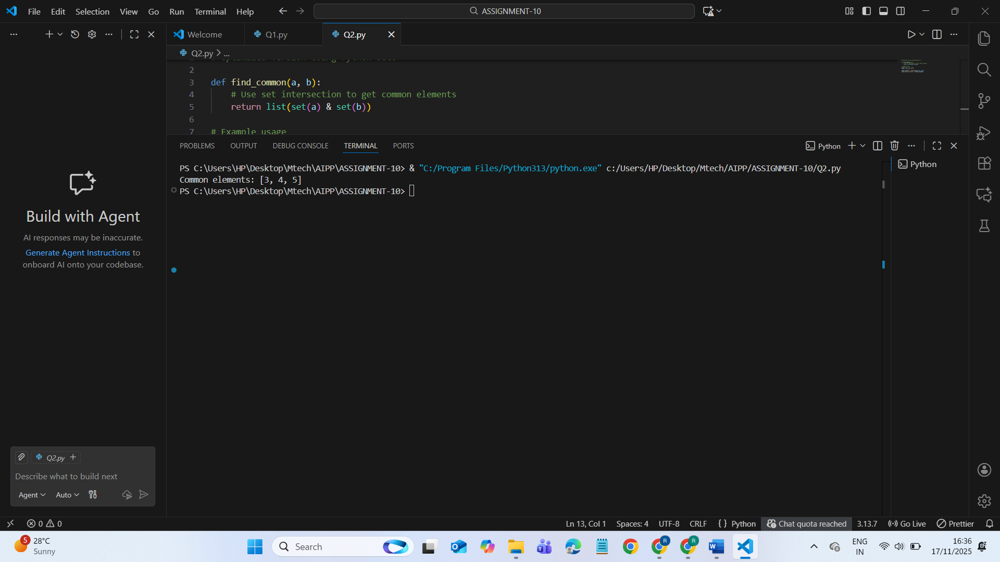 File Edit Selection View Go Run Terminal Help
ASSIGNMENT-10
Welcome
Q1.py
Q2.py
Q2.py > ...
2
3 def find_common(a, b):
4 # Use set intersection to get common elements
5 return list(set(a) & set(b))
6
7 # Example usage
PROBLEMS OUTPUT DEBUG CONSOLE TERMINAL PORTS
Python
PS C:\Users\HP\Desktop\Mtech\AIPP\ASSIGNMENT-10> & "C:/Program Files/Python313/python.exe" c:/Users/HP/Desktop/Mtech/AIPP/ASSIGNMENT-10/Q2.py
Common elements: [3, 4, 5]
PS C:\Users\HP\Desktop\Mtech\AIPP\ASSIGNMENT-10>
Python
Build with Agent
AI responses may be inaccurate.
Generate Agent Instructions to
onboard AI onto your codebase.
Q2.py
Describe what to build next
Agent Auto
0 0
Ln 13, Col 1 Spaces: 4 UTF-8 CRLF { } Python Chat quota reached 3.13.7 Go Live Prettier
5
28°C
Sunny
Search
R
R
ENG
IN
16:36
17/11/2025